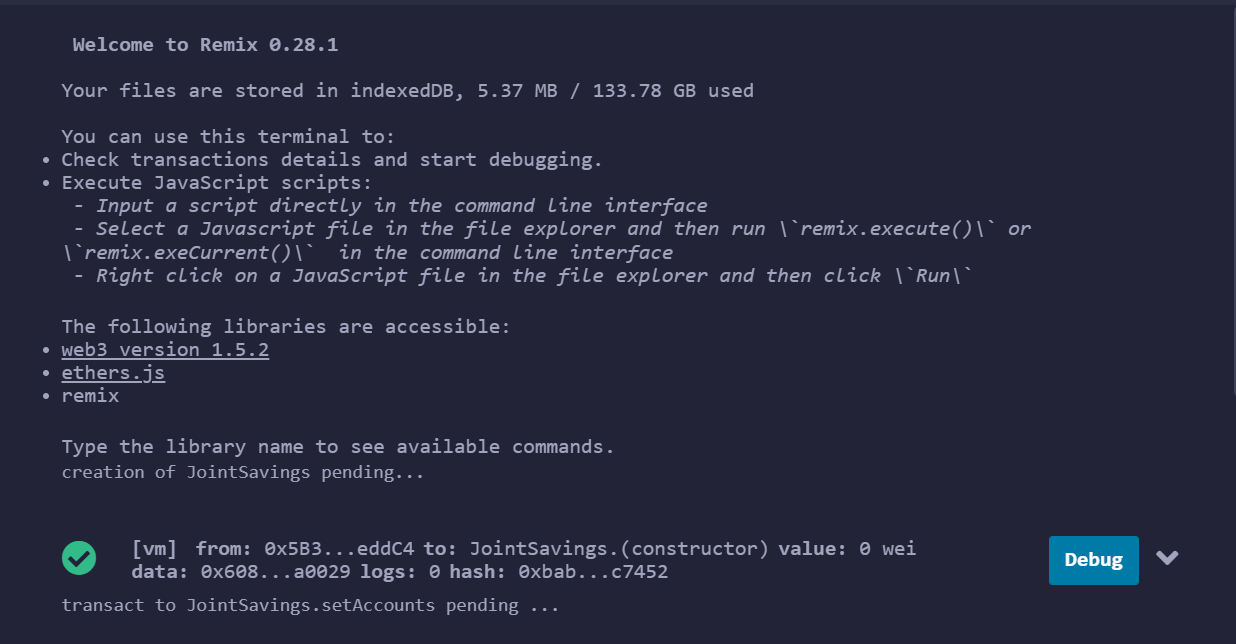 Welcome to Remix 0.28.1
Your files are stored in indexedDB, 5.37 MB / 133.78 GB used
You can use this terminal to:
• Check transactions details and start debugging.
• Execute JavaScript scripts:
- Input a script directly in the command line interface
- Select a Javascript file in the file explorer and then run \`remix.execute()\` or
\`remix.exeCurrent()\` in the command line interface
- Right click on a JavaScript file in the file explorer and then click \`Run\`
The following libraries are accessible:
• web3 version 1.5.2
• ethers.js
• remix
Type the library name to see available commands.
creation of JointSavings pending...
[vm] from: 0x5B3...eddC4 to: JointSavings.(constructor) value: 0 wei
data: 0x608...a0029 logs: 0 hash: 0xbab...c7452
Debug
transact to JointSavings.setAccounts pending ...